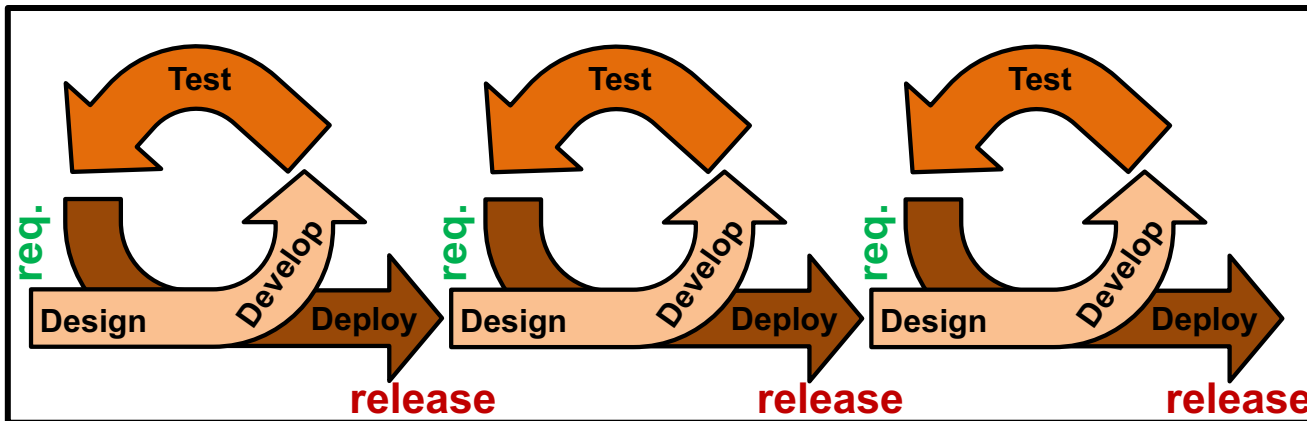 Test
req.
Design
Develop
Deploy
release
Test
req.
Design
Develop
Deploy
release
Test
req.
Design
Develop
Deploy
release